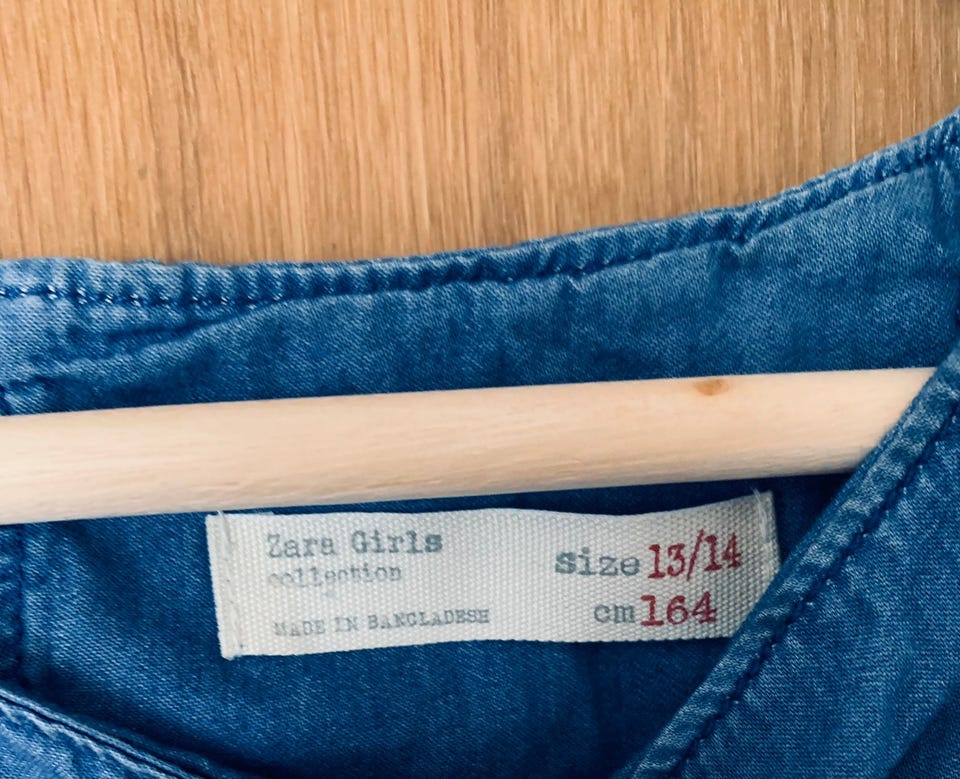 Zara Girls
collection
MADE IN BANGLADESH
Size 13/14
cm 164